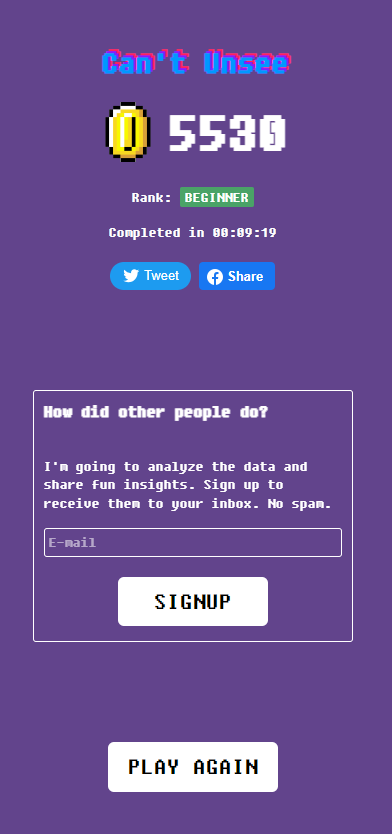 Can't Unsee
5530
Rank: BEGINNER
Completed in 00:09:19
Tweet
Share
How did other people do?
I'm going to analyze the data and
share fun insights. Sign up to
receive them to your inbox. No spam.
E-mail
SIGNUP
PLAY AGAIN